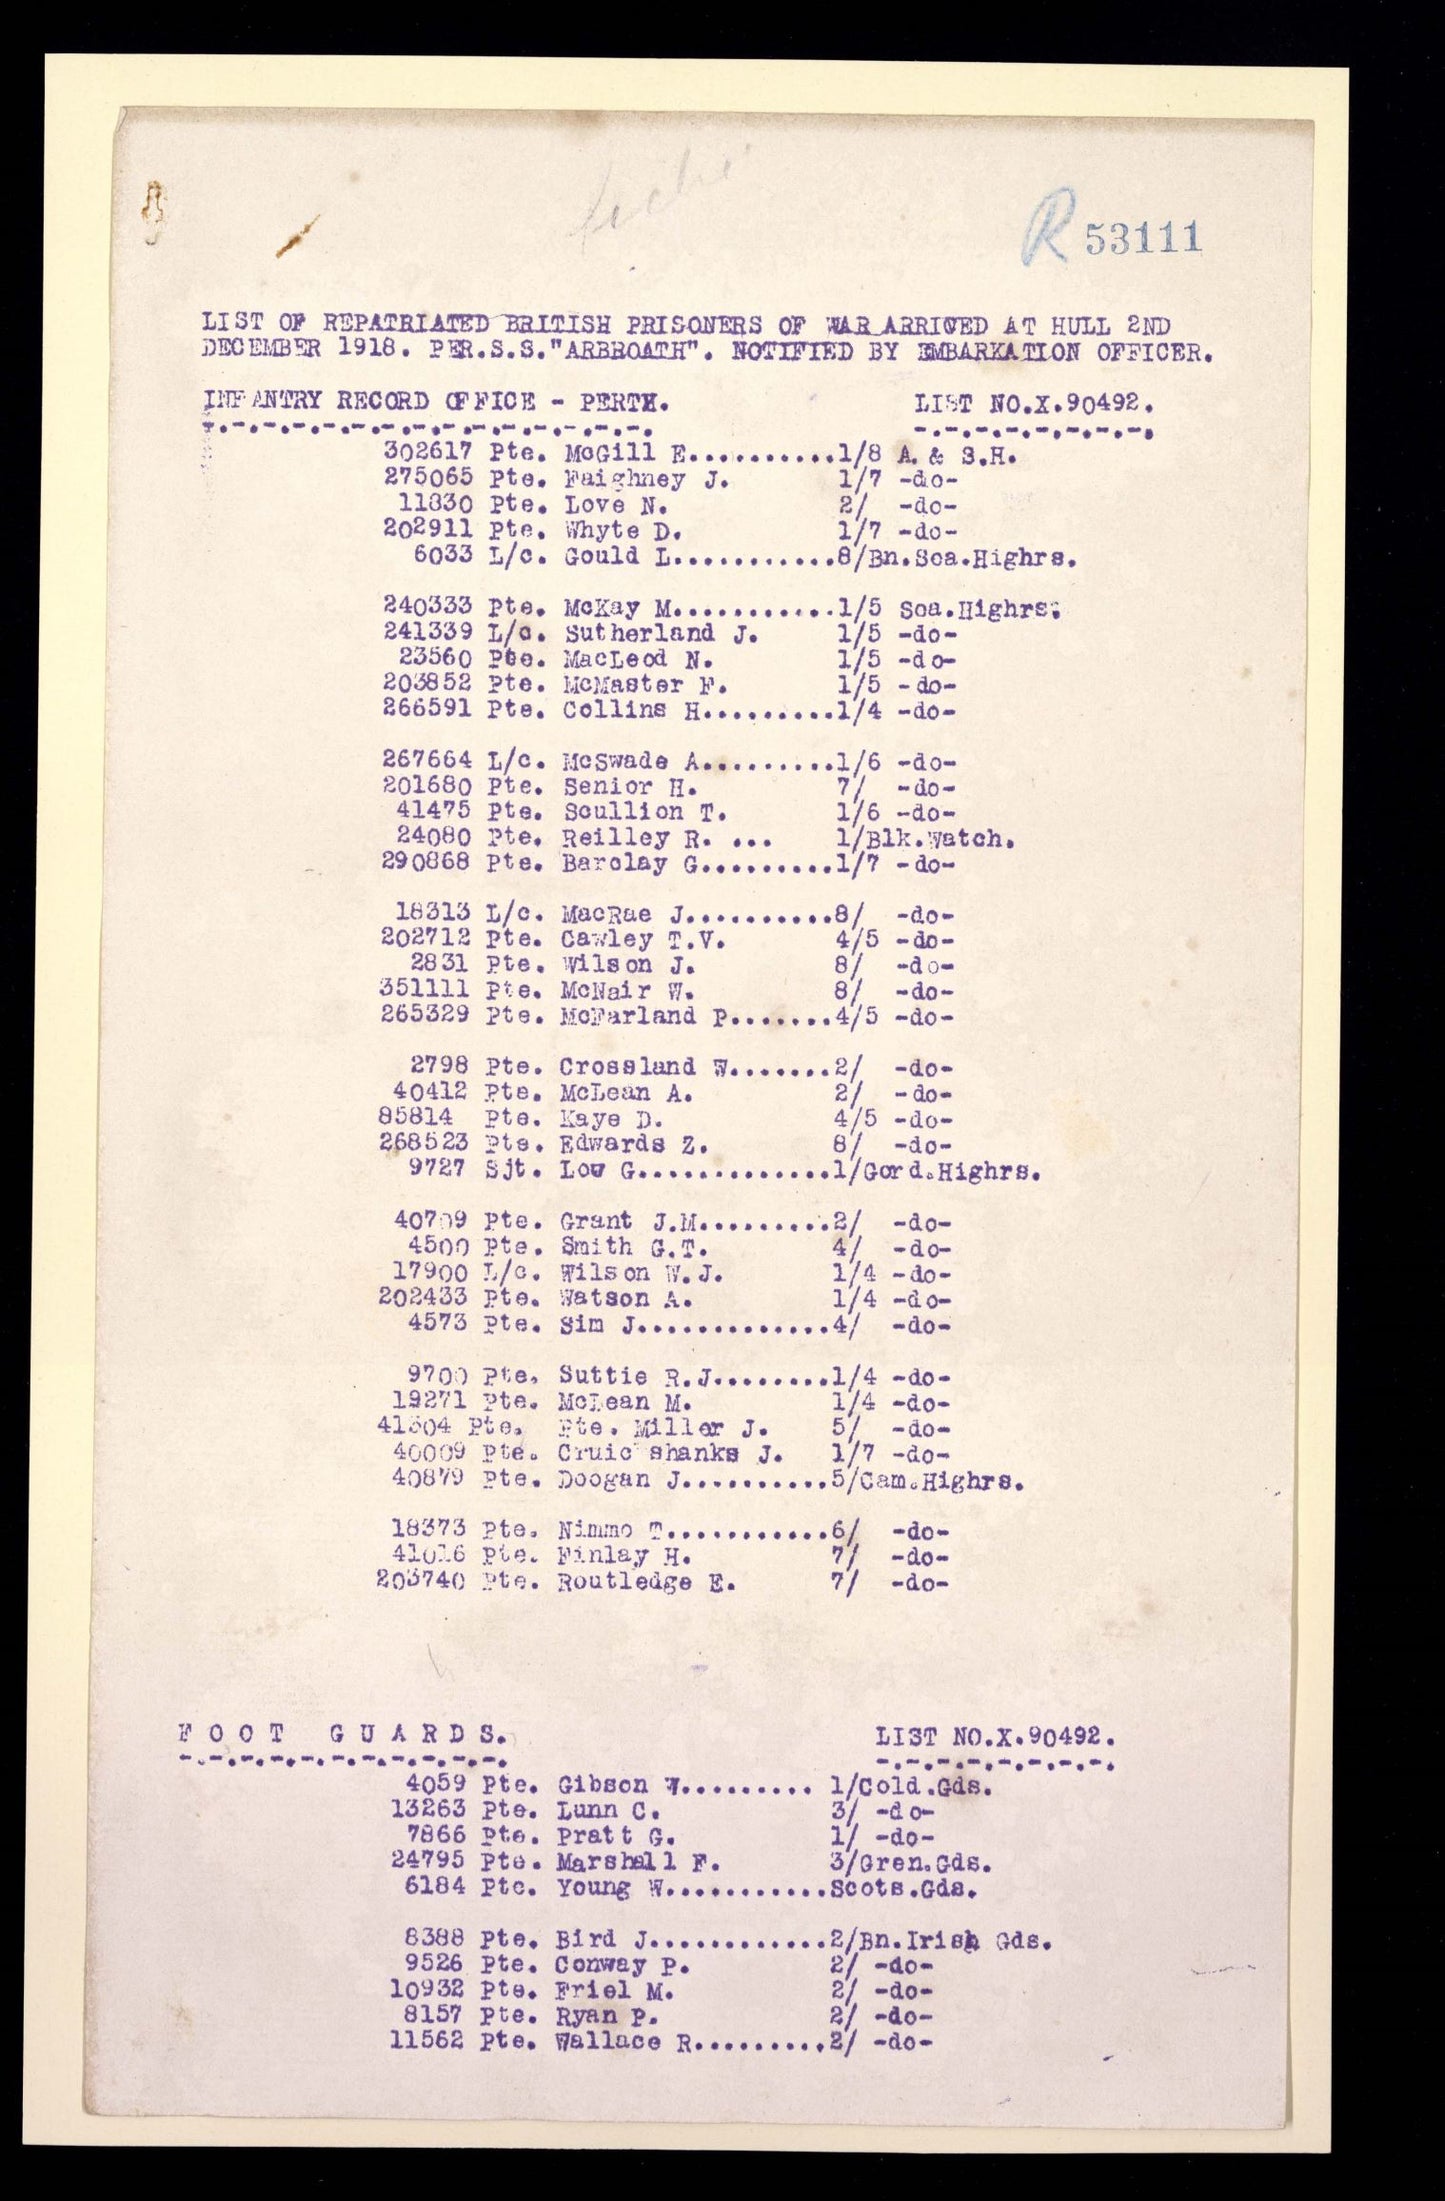 R 53111
LIST OF REPATRIATED BRITISH PRISONERS OF WAR ARRIVED AT HULL 2ND
DECEMBER 1918. PER.S.S."ARBROATH". NOTIFIED BY EMBARKATION OFFICER.
INFANTRY RECORD OFFICE - PERTH. LIST NO.X.90492.
302617 Pte. McGill E..........1/8 A. & S.H.
275065 Pte. Faighney J. 1/7 -do-
11830 Pte. Love N. 2/ -do-
202911 Pte. Whyte D. 1/7 -do-
6033 L/c. Gould L............8/Bn.Sea.Highrs.
240333 Pte. McKay M...........1/5 Sea.Highrs.
241339 L/c. Sutherland J. 1/5 -do-
23560 Pte. MacLeod N. 1/5 -do-
203852 Pte. McMaster F. 1/5 -do-
266591 Pte. Collins H.........1/4 -do-
267664 L/c. McSwade A.........1/6 -do-
201680 Pte. Senior H. 7/ -do-
41475 Pte. Scullion T. 1/6 -do-
24080 Pte. Reilley R. ... 1/Blk.Watch.
290868 Pte. Barclay G.........1/7 -do-
18313 L/c. MacRae J..........8/ -do-
202712 Pte. Cawley T.V. 4/5 -do-
2831 Pte. Wilson J. 8/ -do-
351111 Pte. McNair W. 8/ -do-
265329 Pte. McFarland P.......4/5 -do-
2798 Pte. Crossland W.......2/ -do-
40412 Pte. McLean A. 2/ -do-
85814 Pte. Kaye D. 4/5 -do-
268523 Pte. Edwards Z. 8/ -do-
9727 Sjt. Low G.............1/Gord.Highrs.
40709 Pte. Grant J.M.........2/ -do-
4500 Pte. Smith G.T. 4/ -do-
17900 L/c. Wilson W.J. 1/4 -do-
202433 Pte. Watson A. 1/4 -do-
4573 Pte. Sim J.............4/ -do-
9700 Pte. Suttie R.J........1/4 -do-
19271 Pte. McLean M. 1/4 -do-
41304 Pte. Pte. Miller J. 5/ -do-
40009 Pte. Cruickshanks J. 1/7 -do-
40879 Pte. Doogan J..........5/Cam.Highrs.
18373 Pte. Nimmo T...........6/ -do-
41016 Pte. Finlay H. 7/ -do-
203740 Pte. Routledge E. 7/ -do-
FOOT GUARDS. LIST NO.X.90492.
4059 Pte. Gibson W......... 1/Cold.Gds.
13263 Pte. Lunn C. 3/ -do-
7866 Pte. Pratt G. 1/ -do-
24795 Pte. Marshall F. 3/Gren.Gds.
6184 Pte. Young W...........Scots.Gds.
8388 Pte. Bird J............2/Bn.Irish Gds.
9526 Pte. Conway P. 2/ -do-
10932 Pte. Friel M. 2/ -do-
8157 Pte. Ryan P. 2/ -do-
11562 Pte. Wallace R.........2/ -do-